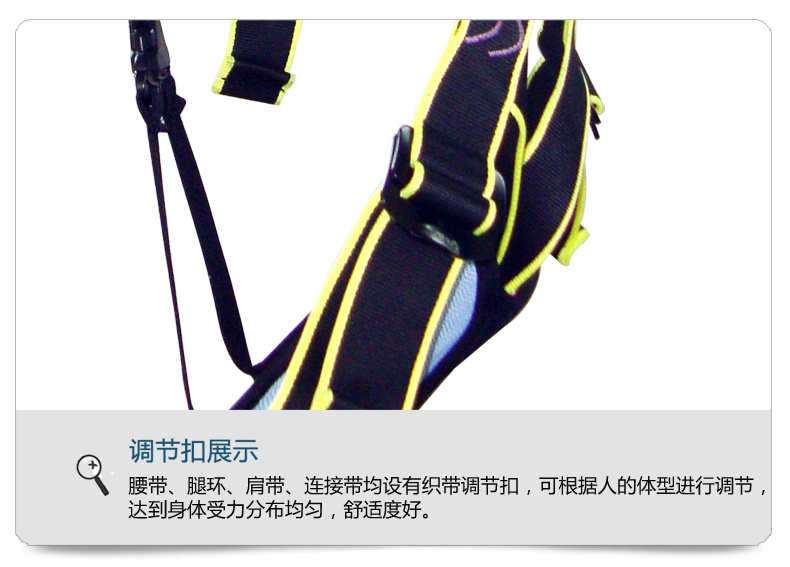 调节扣展示
腰带、腿环、肩带、连接带均设有织带调节扣，可根据人的体型进行调节，
达到身体受力分布均匀，舒适度好。